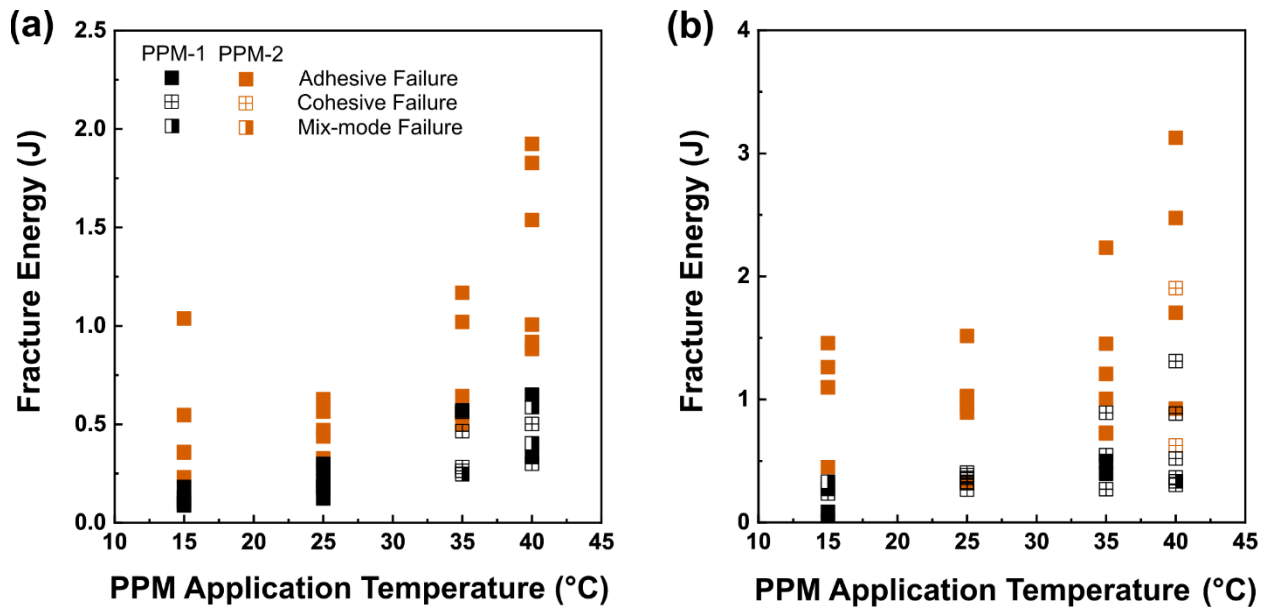 (a)
PPM-1 PPM-2
Adhesive Failure
Cohesive Failure
Mix-mode Failure
Fracture Energy (J)
2.5
2.0
1.5
1.0
0.5
0.0
10 15 20 25 30 35 40 45
PPM Application Temperature (°C)
(b)
Fracture Energy (J)
4
3
2
1
0
10 15 20 25 30 35 40 45
PPM Application Temperature (°C)